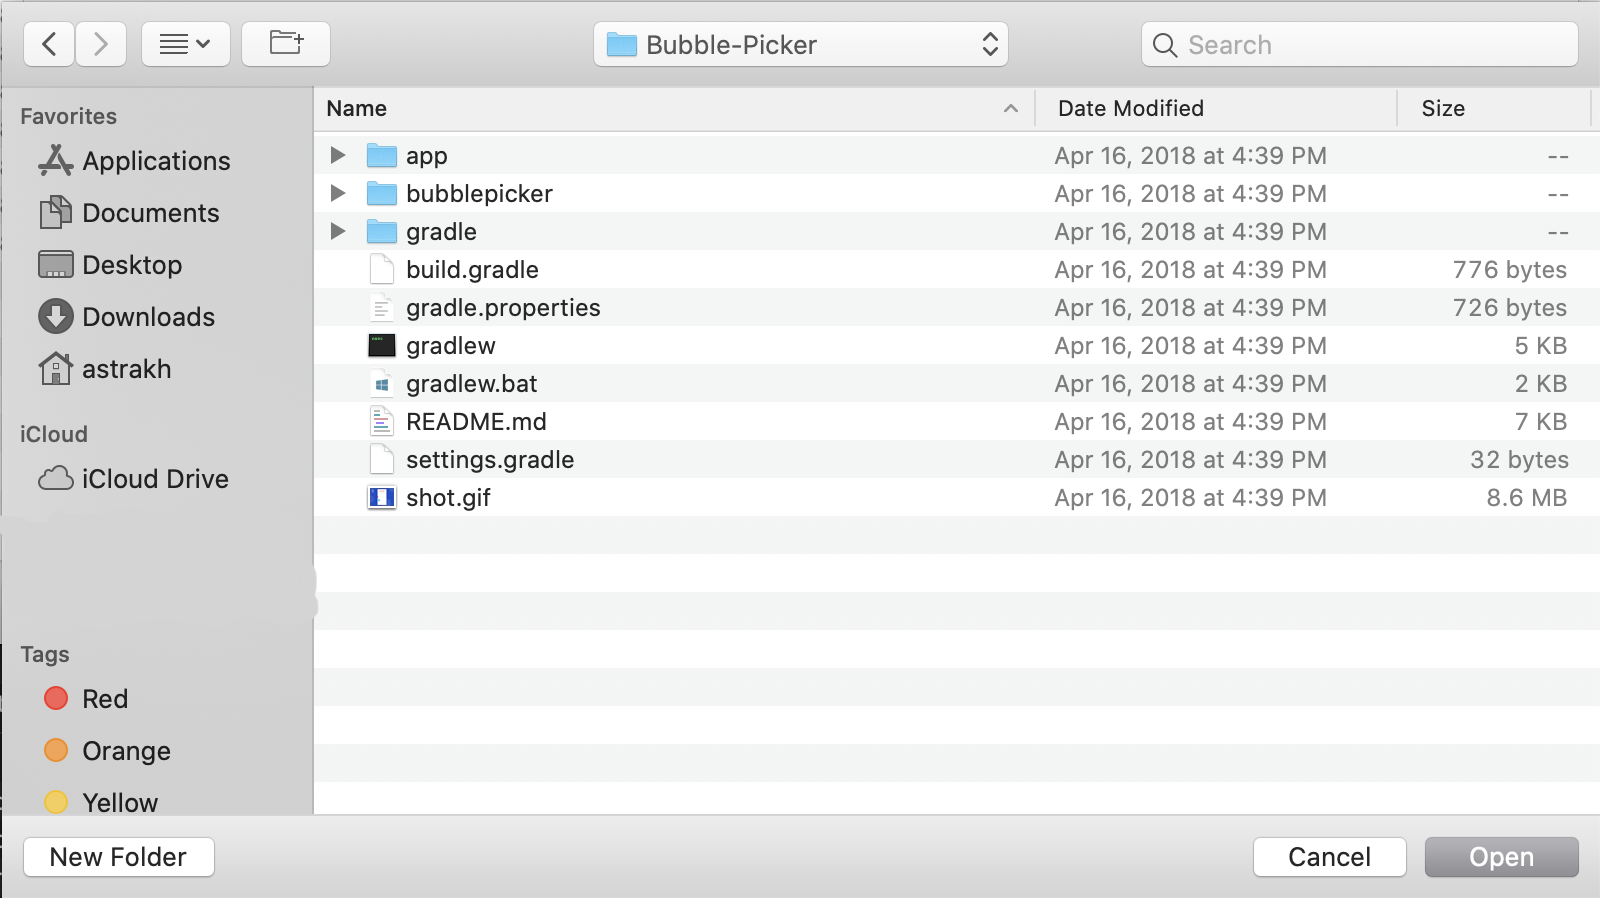 Bubble-Picker
Search
Favorites
Applications
Documents
Desktop
Downloads
astrakh
iCloud
iCloud Drive
Tags
Red
Orange
Yellow
Name Date Modified Size
app Apr 16, 2018 at 4:39 PM --
bubblepicker Apr 16, 2018 at 4:39 PM --
gradle Apr 16, 2018 at 4:39 PM --
build.gradle Apr 16, 2018 at 4:39 PM 776 bytes
gradle.properties Apr 16, 2018 at 4:39 PM 726 bytes
gradlew Apr 16, 2018 at 4:39 PM 5 KB
gradlew.bat Apr 16, 2018 at 4:39 PM 2 KB
README.md Apr 16, 2018 at 4:39 PM 7 KB
settings.gradle Apr 16, 2018 at 4:39 PM 32 bytes
shot.gif Apr 16, 2018 at 4:39 PM 8.6 MB
New Folder Cancel Open